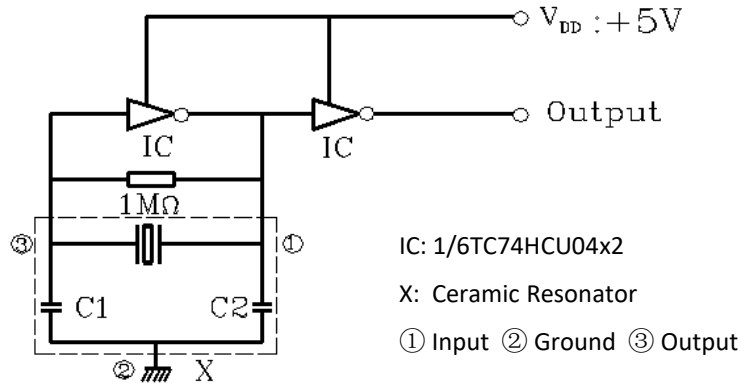 V_DD : +5V
Output
IC
IC
1MΩ
③
①
C1
C2
② X
IC: 1/6TC74HCU04x2
X: Ceramic Resonator
① Input ② Ground ③ Output